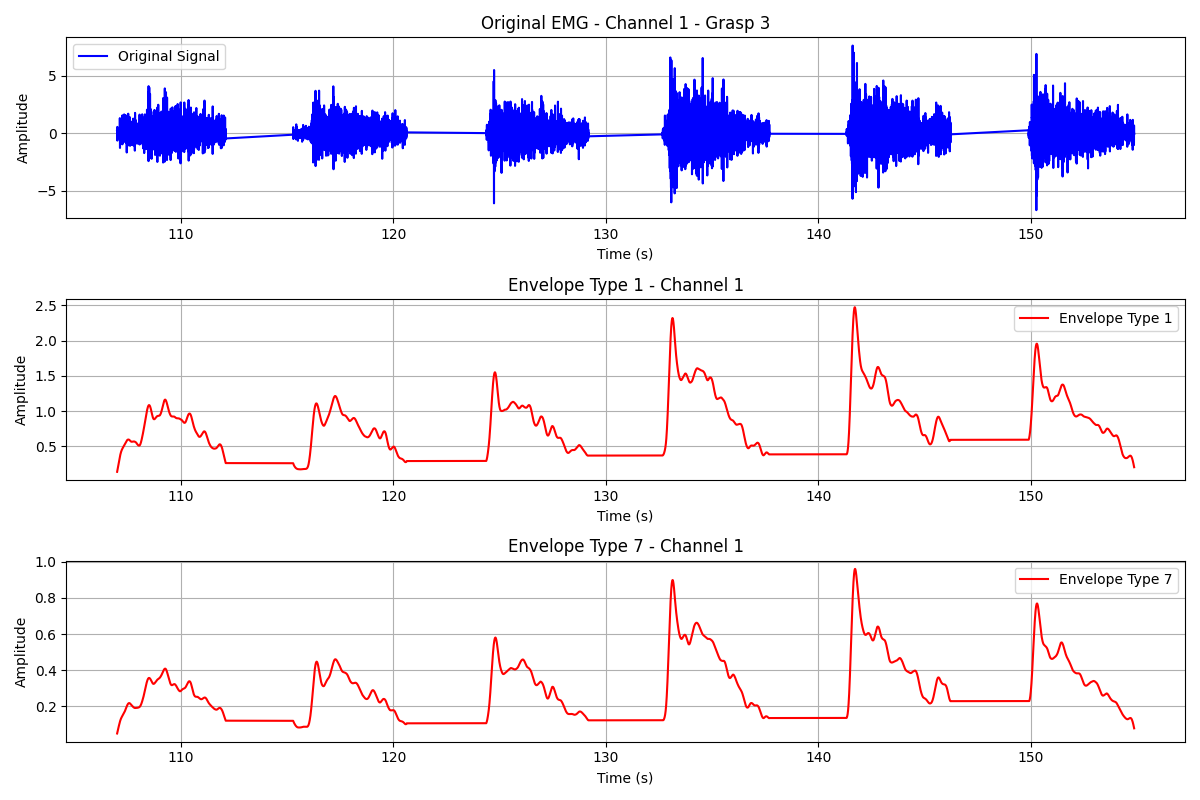 Original EMG - Channel 1 - Grasp 3
Original Signal
5
0
−5
Amplitude
110 120 130 140 150
Time (s)
Envelope Type 1 - Channel 1
Envelope Type 1
2.5
2.0
1.5
1.0
0.5
Amplitude
110 120 130 140 150
Time (s)
Envelope Type 7 - Channel 1
Envelope Type 7
1.0
0.8
0.6
0.4
0.2
Amplitude
110 120 130 140 150
Time (s)